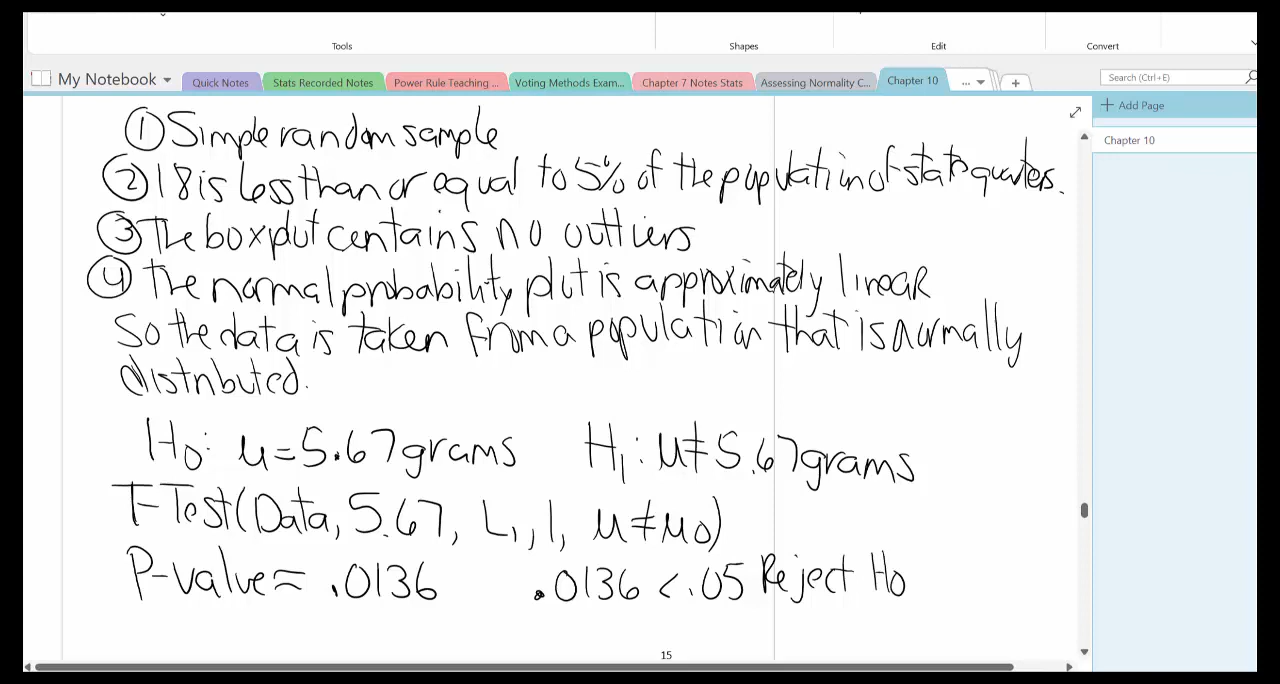 Tools
Shapes
Edit
Convert
My Notebook
Quick Notes
Stats Recorded Notes
Power Rule Teaching ...
Voting Methods Exam...
Chapter 7 Notes Stats
Assessing Normality C...
Chapter 10
...
+
Search (Ctrl+E)
+ Add Page
Chapter 10
① Simple random sample
② 18 is less than or equal to 5% of the population of state quarters.
③ The boxplot contains no outliers
④ The normal probability plot is approximately linear
So the data is taken from a population that is normally
distributed.
H₀: μ=5.67grams H₁: μ≠5.67grams
T-Test(Data, 5.67, L₁, 1, μ≠μ₀)
P-value≈ .0136 .0136 < .05 Reject H₀
15